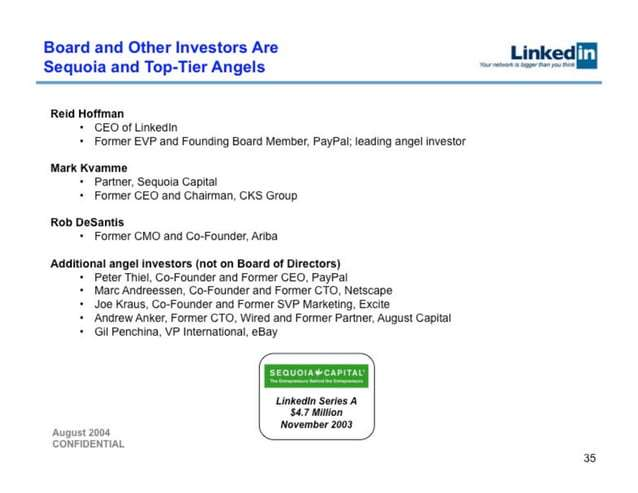 Board and Other Investors Are
Sequoia and Top-Tier Angels
Linkedin
Your network is bigger than you think
Reid Hoffman
• CEO of LinkedIn
• Former EVP and Founding Board Member, PayPal; leading angel investor
Mark Kvamme
• Partner, Sequoia Capital
• Former CEO and Chairman, CKS Group
Rob DeSantis
• Former CMO and Co-Founder, Ariba
Additional angel investors (not on Board of Directors)
• Peter Thiel, Co-Founder and Former CEO, PayPal
• Marc Andreessen, Co-Founder and Former CTO, Netscape
• Joe Kraus, Co-Founder and Former SVP Marketing, Excite
• Andrew Anker, Former CTO, Wired and Former Partner, August Capital
• Gil Penchina, VP International, eBay
SEQUOIA CAPITAL
The Entrepreneurs Behind the Entrepreneurs
LinkedIn Series A
$4.7 Million
November 2003
August 2004
CONFIDENTIAL
35